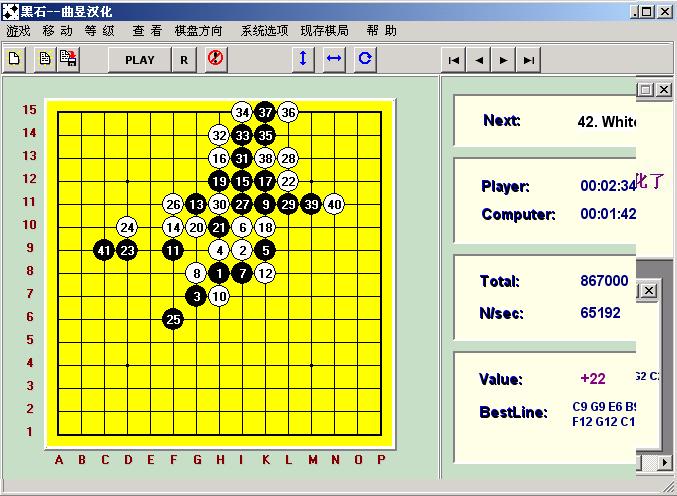 黑石--曲昱汉化
游戏 移 动 等 级 查 看 棋盘方向 系统选项 现存棋局 帮 助
PLAY R
15 34 37 36
14 32 33 35
13 16 31 38 28
12 19 15 17 22
11 26 13 30 27 9 29 39 40
10 24 14 20 21 6 18
9 41 23 11 4 2 5
8 8 1 7 12
7 3 10
6 25
5
4
3
2
1
A B C D E F G H I K L M N O P
Next: 42. White
Player: 00:02:34
化了
Computer: 00:01:42
Total: 867000
N/sec: 65192
Value: +22
G2 C2
BestLine: C9 G9 E6 B9
F12 G12 C1